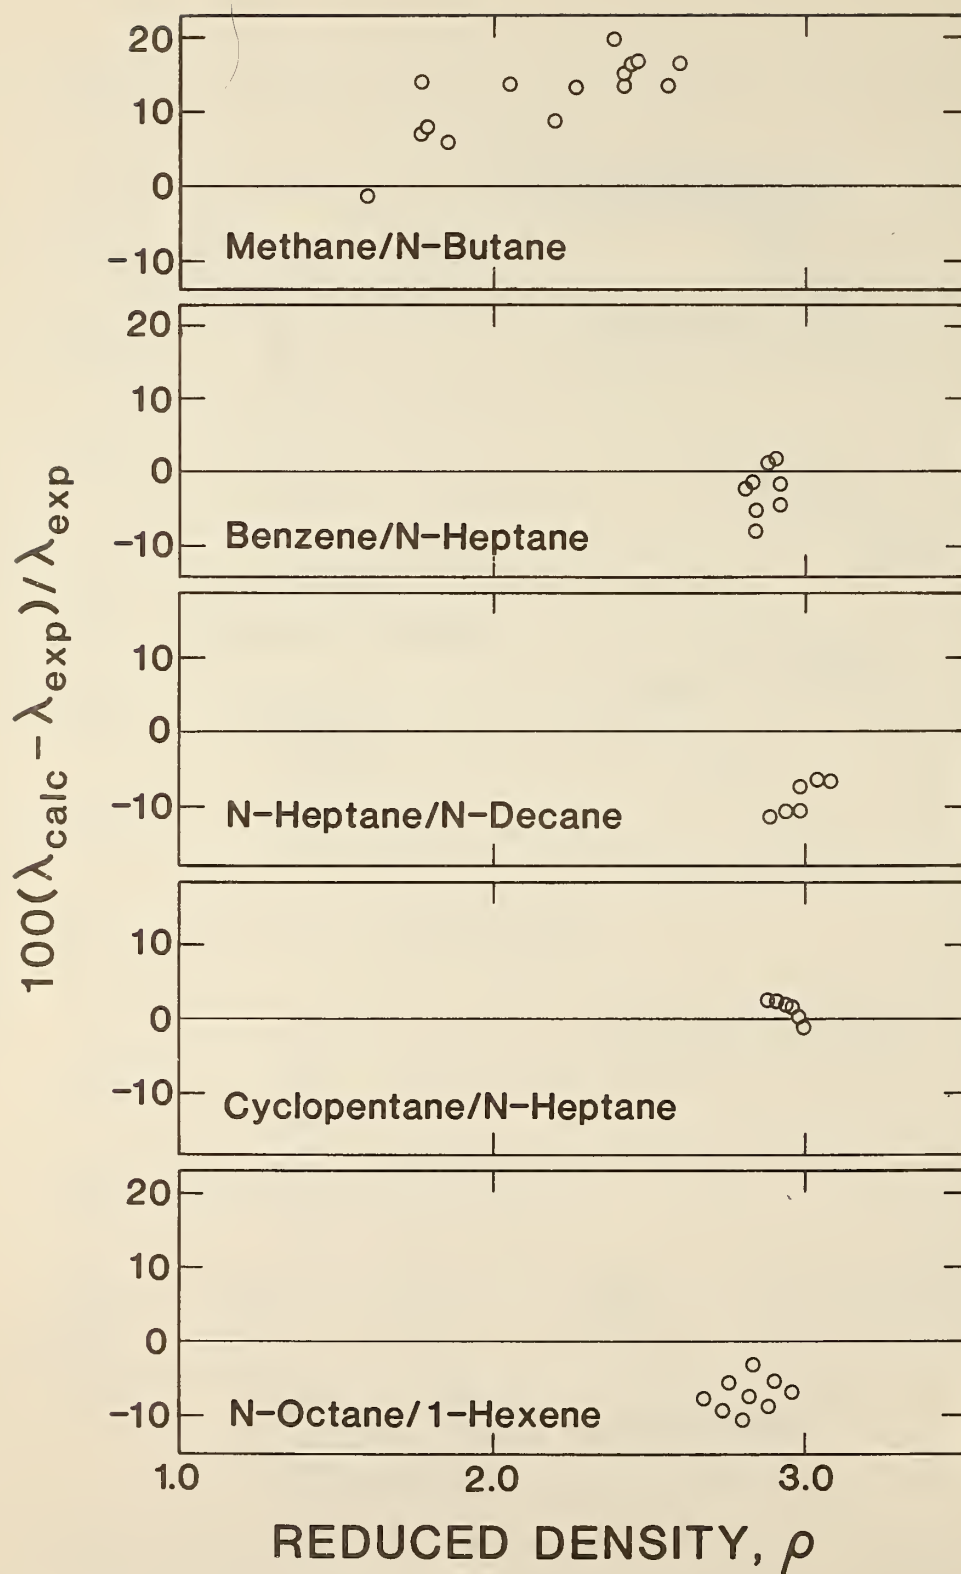 20
10
0
-10
Methane/N-Butane
20
10
0
-10
Benzene/N-Heptane
10
0
-10
N-Heptane/N-Decane
10
0
-10
Cyclopentane/N-Heptane
20
10
0
-10
N-Octane/1-Hexene
1.0 2.0 3.0
REDUCED DENSITY, ρ
100(λcalc - λexp)/λexp